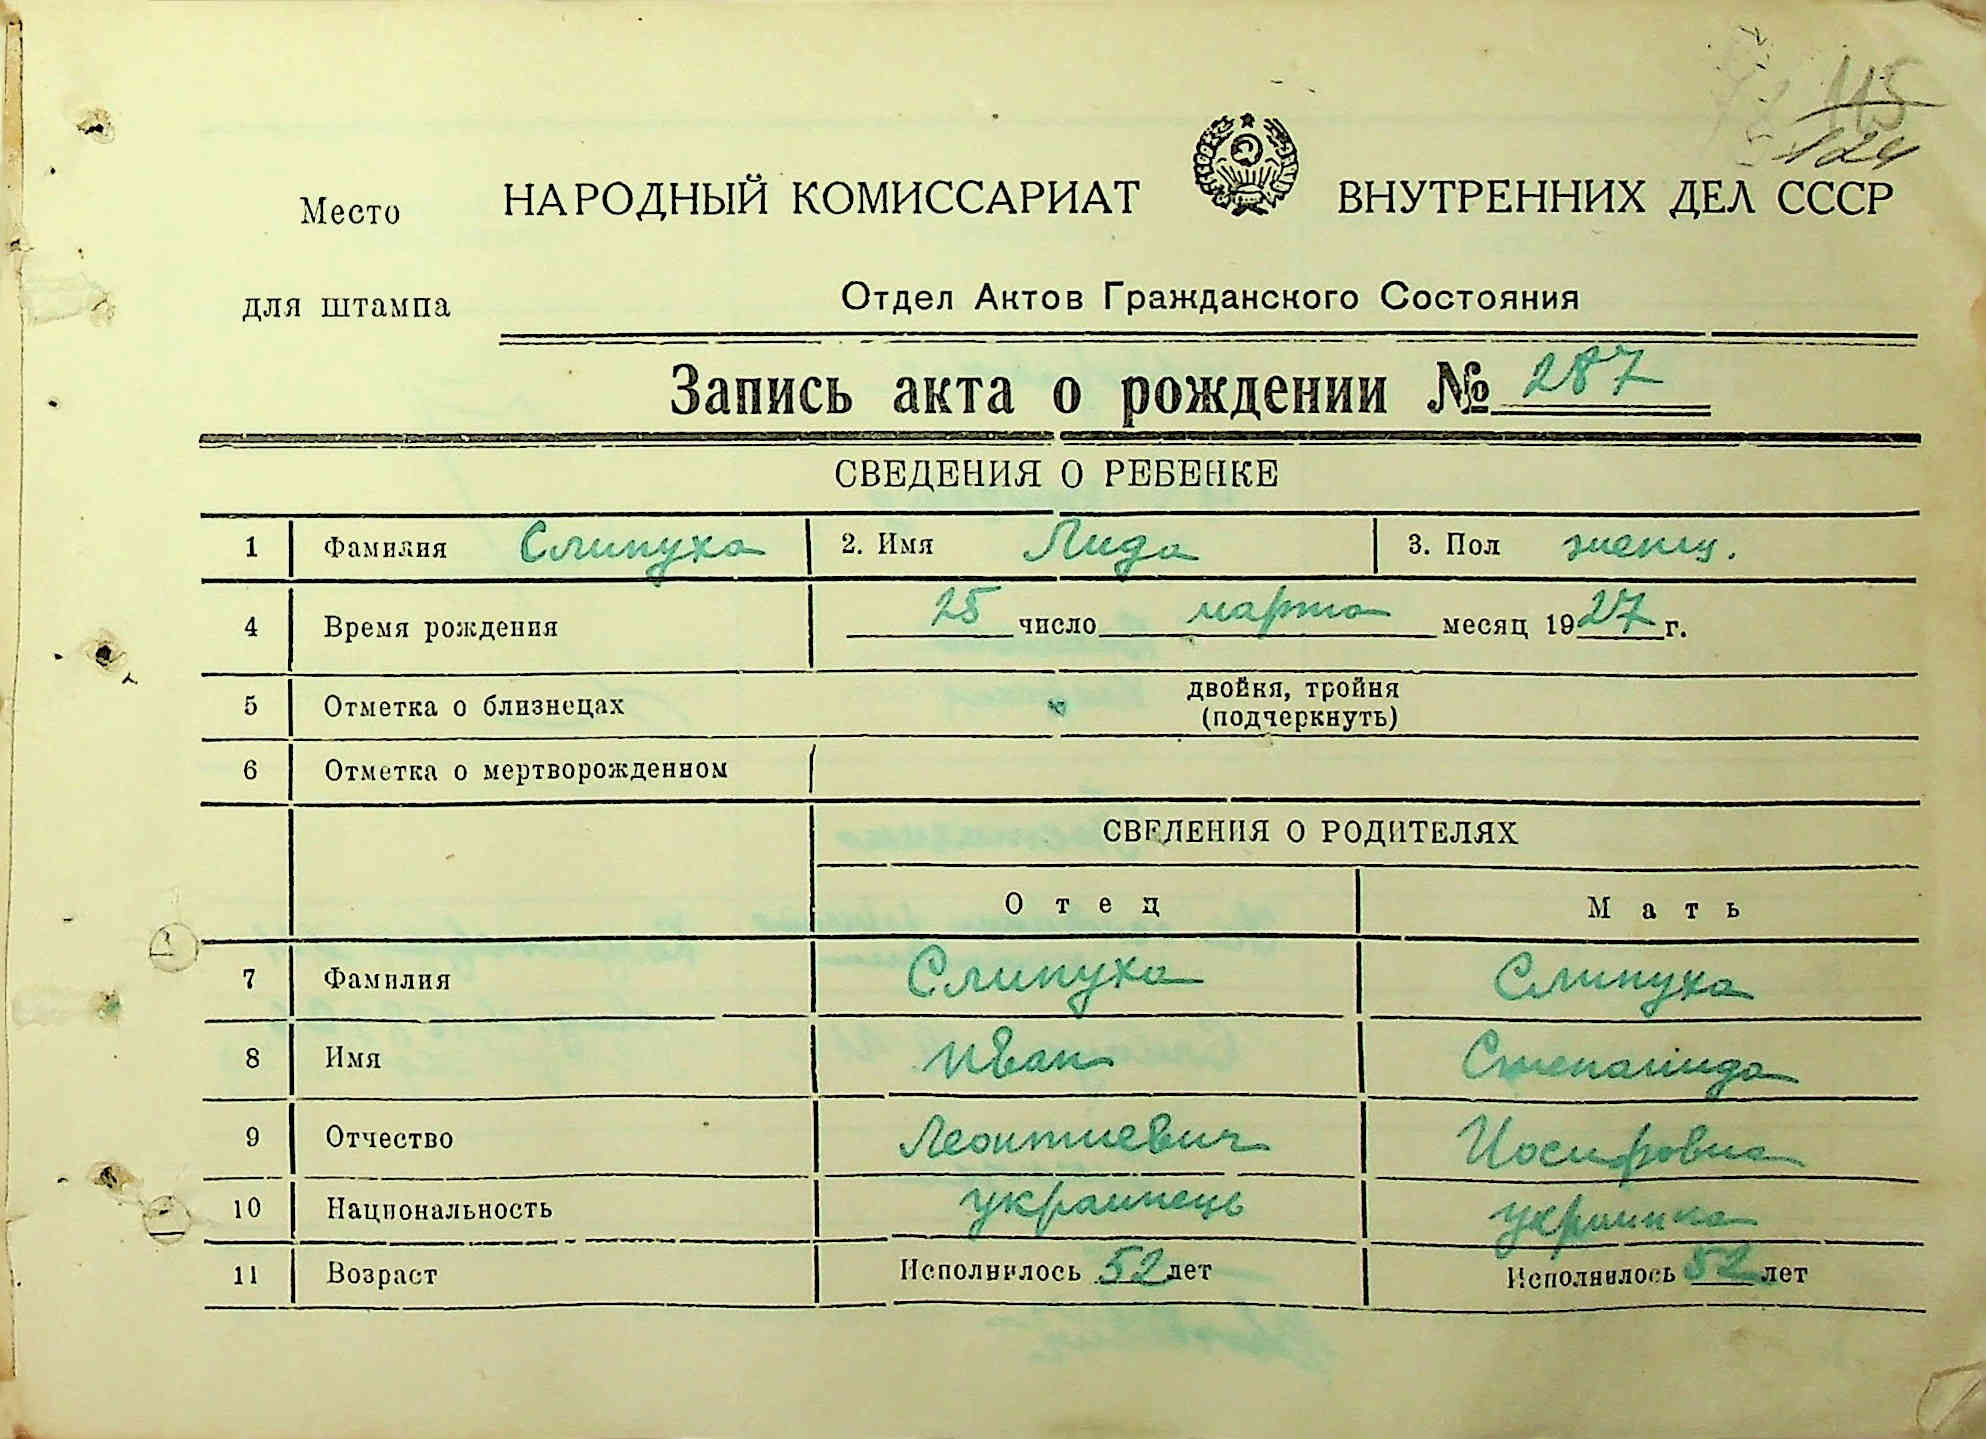 115
124
Место НАРОДНЫЙ КОМИССАРИАТ ВНУТРЕННИХ ДЕЛ СССР
для штампа Отдел Актов Гражданского Состояния
Запись акта о рождении № 287
СВЕДЕНИЯ О РЕБЕНКЕ
1 Фамилия Слипуха 2. Имя Лида 3. Пол женщ.
4 Время рождения 25 число марта месяц 1927 г.
5 Отметка о близнецах двойня, тройня
(подчеркнуть)
6 Отметка о мертворожденном
СВЕДЕНИЯ О РОДИТЕЛЯХ
Отец Мать
7 Фамилия Слипуха Слипуха
8 Имя Иван Степанида
9 Отчество Леонтиевич Иосифовна
10 Национальность украинець украинка
11 Возраст Исполнилось 52 лет Исполнилось 52 лет